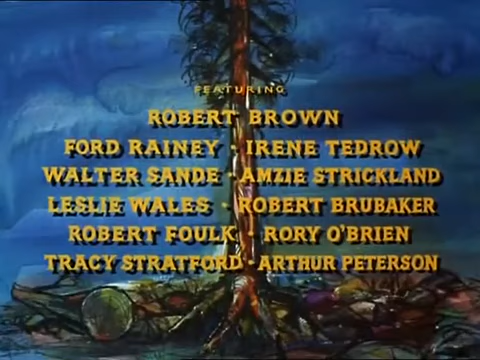 FEATURING
ROBERT BROWN
FORD RAINEY · IRENE TEDROW
WALTER SANDE · AMZIE STRICKLAND
LESLIE WALES · ROBERT BRUBAKER
ROBERT FOULK · RORY O'BRIEN
TRACY STRATFORD · ARTHUR PETERSON